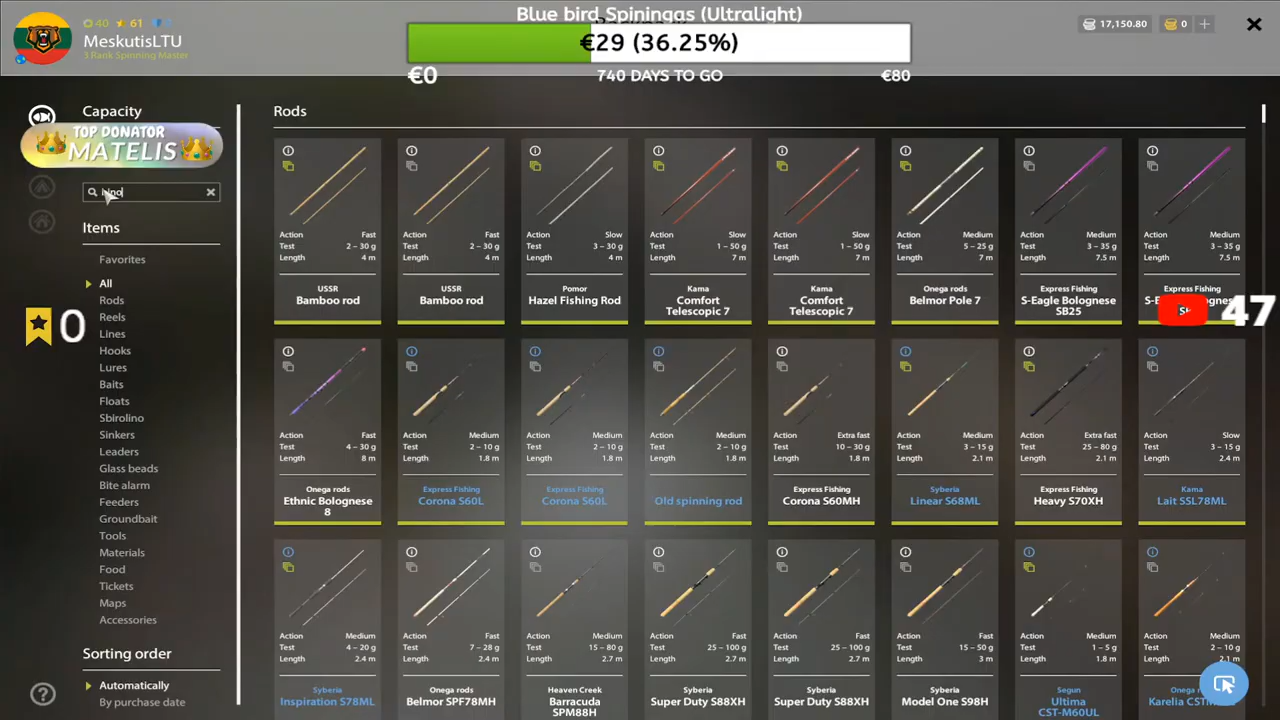 Blue bird Spiningas (Ultralight)
€29 (36.25%)
€0
740 DAYS TO GO
€80
40 61
MeskutisLTU
3 Rank Spinning Master
17,150.80
0
Capacity
TOP DONATOR
MATELIS
Items
Favorites
All
Rods
Reels
Lines
Hooks
Lures
Baits
Floats
Sbirolino
Sinkers
Leaders
Glass beads
Bite alarm
Feeders
Groundbait
Tools
Materials
Food
Tickets
Maps
Accessories
Sorting order
Automatically
By purchase date
0
47
Rods
Action Fast
Test 2 – 30 g
Length 4 m
USSR
Bamboo rod
Action Fast
Test 2 – 30 g
Length 4 m
USSR
Bamboo rod
Action Slow
Test 3 – 30 g
Length 4 m
Pomor
Hazel Fishing Rod
Action Slow
Test 1 – 50 g
Length 7 m
Kama
Comfort
Telescopic 7
Action Slow
Test 1 – 50 g
Length 7 m
Kama
Comfort
Telescopic 7
Action Medium
Test 5 – 25 g
Length 7 m
Onega rods
Belmor Pole 7
Action Medium
Test 3 – 35 g
Length 7.5 m
Express Fishing
S-Eagle Bolognese
SB25
Action Medium
Test 3 – 35 g
Length 7.5 m
Express Fishing
Action Fast
Test 4 – 30 g
Length 8 m
Onega rods
Ethnic Bolognese
8
Action Medium
Test 2 – 10 g
Length 1.8 m
Express Fishing
Corona S60L
Action Medium
Test 2 – 10 g
Length 1.8 m
Express Fishing
Corona S60L
Action Medium
Test 2 – 10 g
Length 1.8 m
Old spinning rod
Action Extra fast
Test 10 – 30 g
Length 1.8 m
Express Fishing
Corona S60MH
Action Medium
Test 3 – 15 g
Length 2.1 m
Syberia
Linear S68ML
Action Extra fast
Test 25 – 80 g
Length 2.1 m
Express Fishing
Heavy S70XH
Action Slow
Test 3 – 15 g
Length 2.4 m
Kama
Lait SSL78ML
Action Medium
Test 4 – 20 g
Length 2.4 m
Syberia
Inspiration S78ML
Action Fast
Test 7 – 28 g
Length 2.4 m
Onega rods
Belmor SPF78MH
Action Medium
Test 15 – 80 g
Length 2.7 m
Heaven Creek
Barracuda
SPM88H
Action Fast
Test 25 – 100 g
Length 2.7 m
Syberia
Super Duty S88XH
Action Fast
Test 25 – 100 g
Length 2.7 m
Syberia
Super Duty S88XH
Action Fast
Test 15 – 50 g
Length 3 m
Syberia
Model One S98H
Action Medium
Test 1 – 5 g
Length 1.8 m
Segun
Ultima
CST-M60UL
Action Medium
Test 2 – 10 g
Length 2.1 m
Onega
Karelia